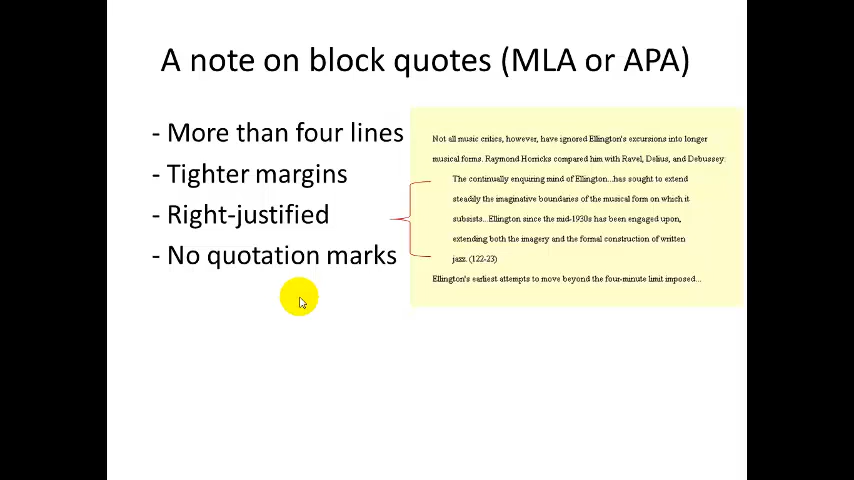 A note on block quotes (MLA or APA)
- More than four lines
- Tighter margins
- Right-justified
- No quotation marks
Not all music critics, however, have ignored Ellington's excursions into longer
musical forms. Raymond Horricks compared him with Ravel, Delius, and Debussey:
The continually enquiring mind of Ellington...has sought to extend
steadily the imaginative boundaries of the musical form on which it
subsists...Ellington since the mid-1930s has been engaged upon,
extending both the imagery and the formal construction of written
jazz. (122-23)
Ellington's earliest attempts to move beyond the four-minute limit imposed...